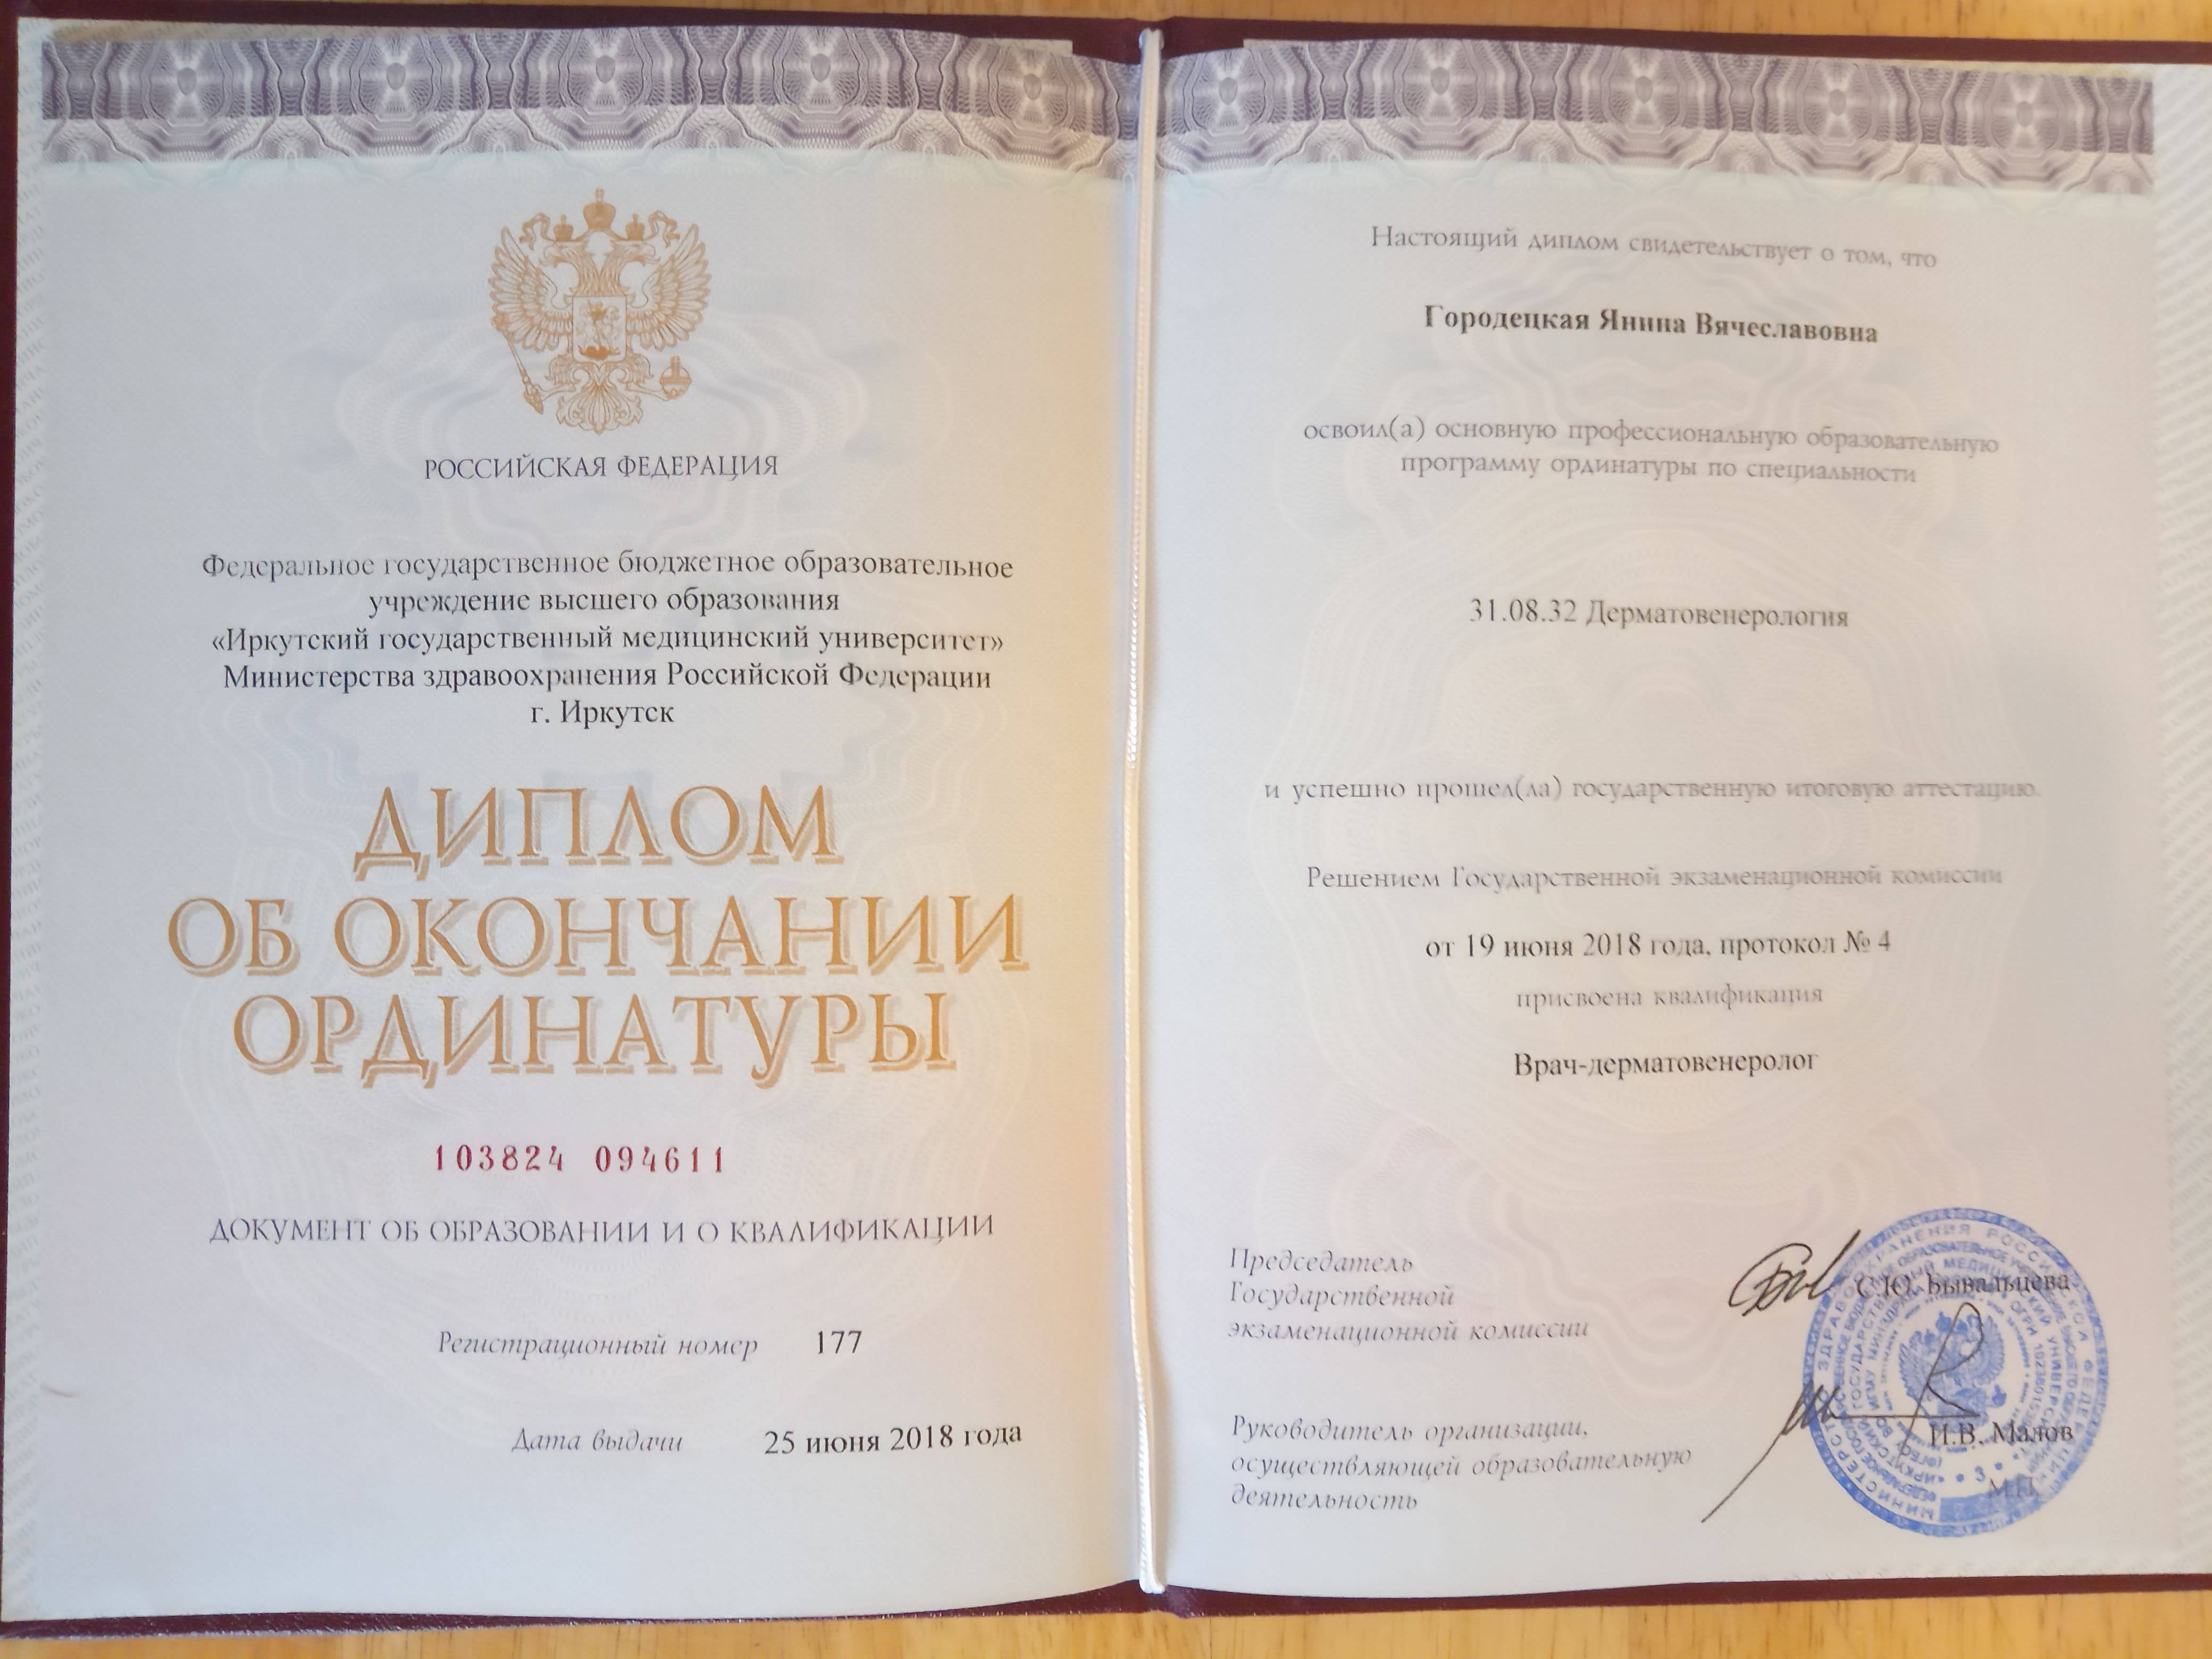 РОССИЙСКАЯ ФЕДЕРАЦИЯ
Федеральное государственное бюджетное образовательное
учреждение высшего образования
«Иркутский государственный медицинский университет»
Министерства здравоохранения Российской Федерации
г. Иркутск
ДИПЛОМ
ОБ ОКОНЧАНИИ
ОРДИНАТУРЫ
103824 094611
ДОКУМЕНТ ОБ ОБРАЗОВАНИИ И О КВАЛИФИКАЦИИ
Регистрационный номер 177
Дата выдачи 25 июня 2018 года
Настоящий диплом свидетельствует о том, что
Городецкая Янина Вячеславовна
освоил(а) основную профессиональную образовательную
программу ординатуры по специальности
31.08.32 Дерматовенерология
и успешно прошел(ла) государственную итоговую аттестацию.
Решением Государственной экзаменационной комиссии
от 19 июня 2018 года, протокол № 4
присвоена квалификация
Врач-дерматовенеролог
Председатель
Государственной
экзаменационной комиссии
С.Ю. Бывальцева
Руководитель организации,
осуществляющей образовательную
деятельность
И.В. Малов
М.П.